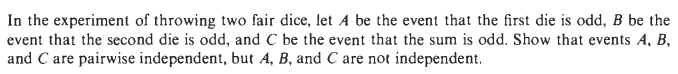 In the experiment of throwing two fair dice, let A be the event that the first die is odd, B be the
event that the second die is odd, and C be the event that the sum is odd. Show that events A, B,
and C are pairwise independent, but A, B, and C are not independent.